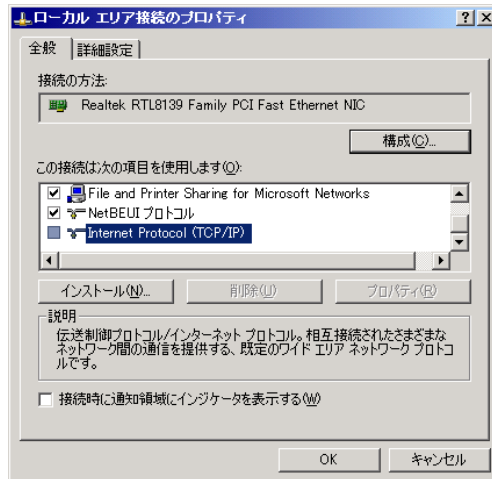 ローカル エリア接続のプロパティ
全般
詳細設定
接続の方法:
Realtek RTL8139 Family PCI Fast Ethernet NIC
構成(C)...
この接続は次の項目を使用します(O):
File and Printer Sharing for Microsoft Networks
NetBEUI プロトコル
Internet Protocol (TCP/IP)
インストール(N)...
削除(U)
プロパティ(R)
説明
伝送制御プロトコル/インターネット プロトコル。相互接続されたさまざまな
ネットワーク間の通信を提供する、既定のワイド エリア ネットワーク プロトコ
ルです。
接続時に通知領域にインジケータを表示する(W)
OK
キャンセル